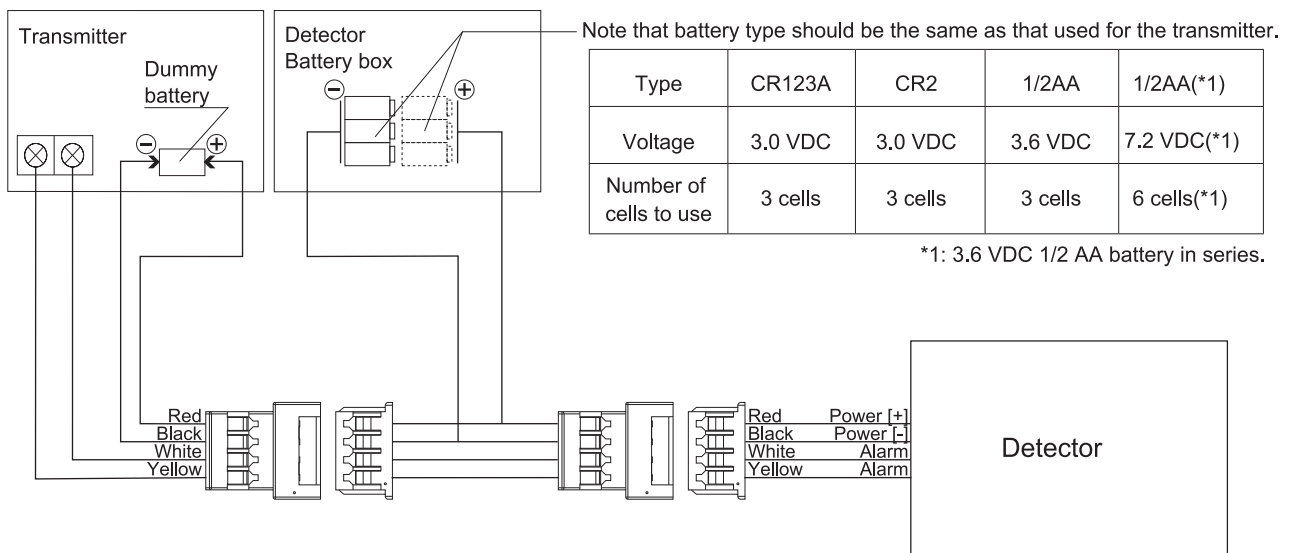 Transmitter
Dummy
battery
⊖ ⊕
Detector
Battery box
⊖ ⊕
Note that battery type should be the same as that used for the transmitter.
Type CR123A CR2 1/2AA 1/2AA(*1)
Voltage 3.0 VDC 3.0 VDC 3.6 VDC 7.2 VDC(*1)
Number of
cells to use 3 cells 3 cells 3 cells 6 cells(*1)
*1: 3.6 VDC 1/2 AA battery in series.
Red
Black
White
Yellow
Red Power [+]
Black Power [-]
White Alarm
Yellow Alarm
Detector